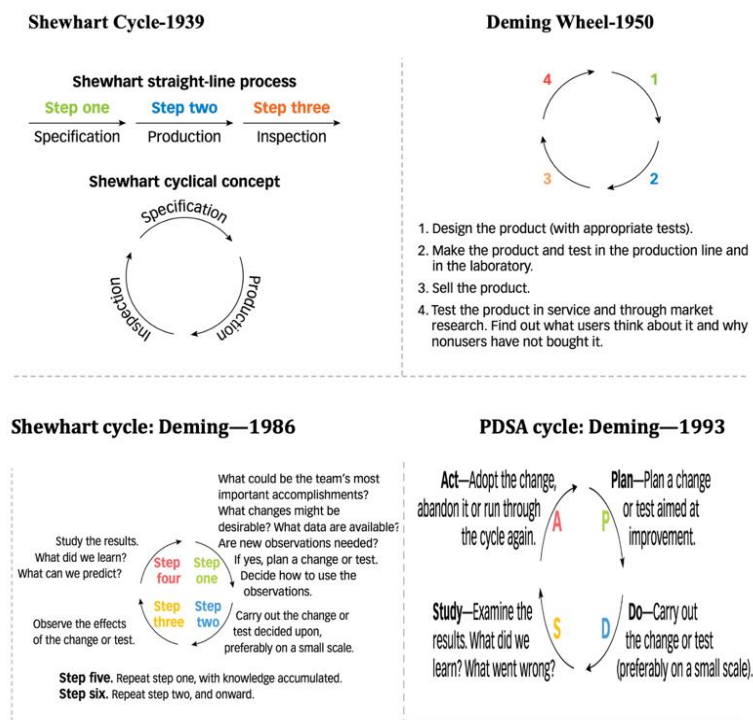 Shewhart Cycle-1939
Shewhart straight-line process
Step one
Step two
Step three
Specification
Production
Inspection
Shewhart cyclical concept
Specification
Production
Inspection
Deming Wheel-1950
4
1
3
2
1. Design the product (with appropriate tests).
2. Make the product and test in the production line and
in the laboratory.
3. Sell the product.
4. Test the product in service and through market
research. Find out what users think about it and why
nonusers have not bought it.
Shewhart cycle: Deming—1986
What could be the team's most
important accomplishments?
What changes might be
desirable? What data are available?
Are new observations needed?
If yes, plan a change or test.
Decide how to use the
observations.
Study the results.
What did we learn?
What can we predict?
Step
four
Step
one
Step
three
Step
two
Observe the effects
of the change or test.
Carry out the change or
test decided upon,
preferably on a small scale.
Step five. Repeat step one, with knowledge accumulated.
Step six. Repeat step two, and onward.
PDSA cycle: Deming—1993
Act—Adopt the change,
abandon it or run through
the cycle again.
A
P
Plan—Plan a change
or test aimed at
improvement.
Study—Examine the
results. What did we
learn? What went wrong?
S
D
Do—Carry out
the change or test
(preferably on a small scale).